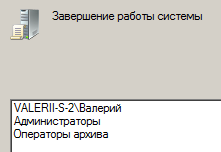 Завершение работы системы
VALERII-S-2\Валерий
Администраторы
Операторы архива